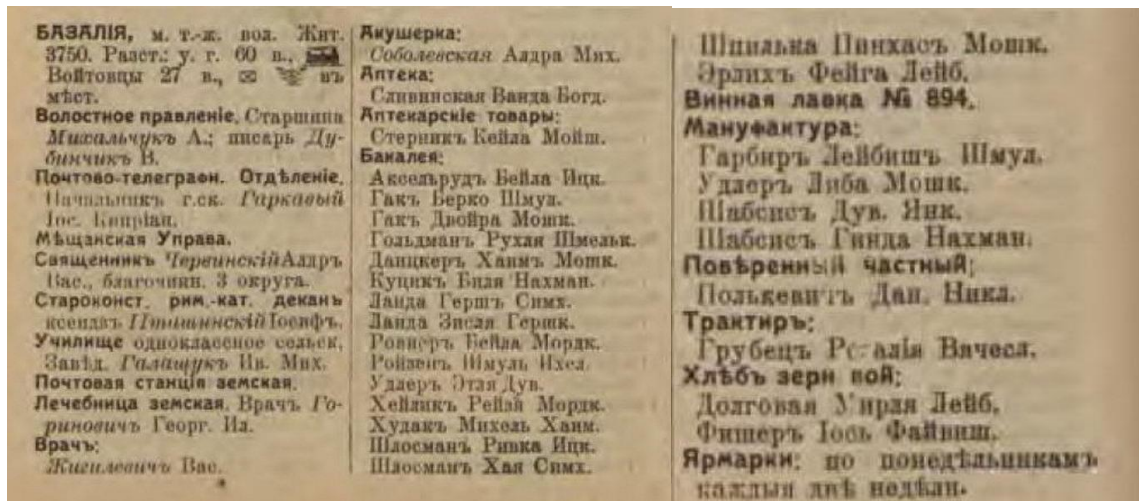 БАЗАЛІЯ, м. т.-ж. вол. Жит.
3750. Разст.: у. г. 60 в.,
Войтовцы 27 в., въ
мѣст.
Волостное правленіе. Старшина
Михальчукъ А.; писарь Ду-
бинчикъ В.
Почтово-телеграфн. Отдѣленіе.
Начальникъ г.ск. Гаркавый
Іос. Кипріан.
Мѣщанская Управа.
Священникъ Червинскій Алдръ
Вас., благочинн. 3 округа.
Староконст. рим.-кат. деканъ
ксендзъ Пташинскій Іосифъ.
Училище одноклассное сельск.
Завѣд. Галащукъ Ив. Мих.
Почтовая станція земская.
Лечебница земская. Врачъ Го-
риновичъ Георг. Ил.
Врачъ:
Жигилевичъ Вас.
Акушерка:
Соболевская Алдра Мих.
Аптека:
Сливинская Ванда Богд.
Аптекарскіе товары:
Стерникъ Кейла Мойш.
Бакалея:
Аксельрудъ Бейла Ицк.
Гакъ Берко Шмул.
Гакъ Двойра Мошк.
Гольдманъ Рухля Шмельк.
Данцкеръ Хаимъ Мошк.
Куцикъ Биля Нахман.
Ланда Гершъ Симх.
Ланда Зисля Гершк.
Ровнеръ Бейла Мордк.
Ройзенъ Шмуль Ихел.
Удлеръ Этля Дув.
Хейликъ Рейзя Мордк.
Худакъ Михель Хаим.
Шлосманъ Ривка Ицк.
Шлосманъ Хая Симх.
Шпилька Пинхасъ Мошк.
Эрлихъ Фейга Лейб.
Винная лавка № 894.
Мануфактура:
Гарбиръ Лейбишъ Шмул.
Удлеръ Либа Мошк.
Шабсисъ Дув. Янк.
Шабсисъ Гинда Нахман.
Повѣренный частный:
Полькевичъ Дан. Никл.
Трактиръ:
Грубецъ Розалія Вячесл.
Хлѣбъ зерновой:
Долговая Умрля Лейб.
Фишеръ Іось Файвиш.
Ярмарки: по понедѣльникамъ
каждыя двѣ недѣли.